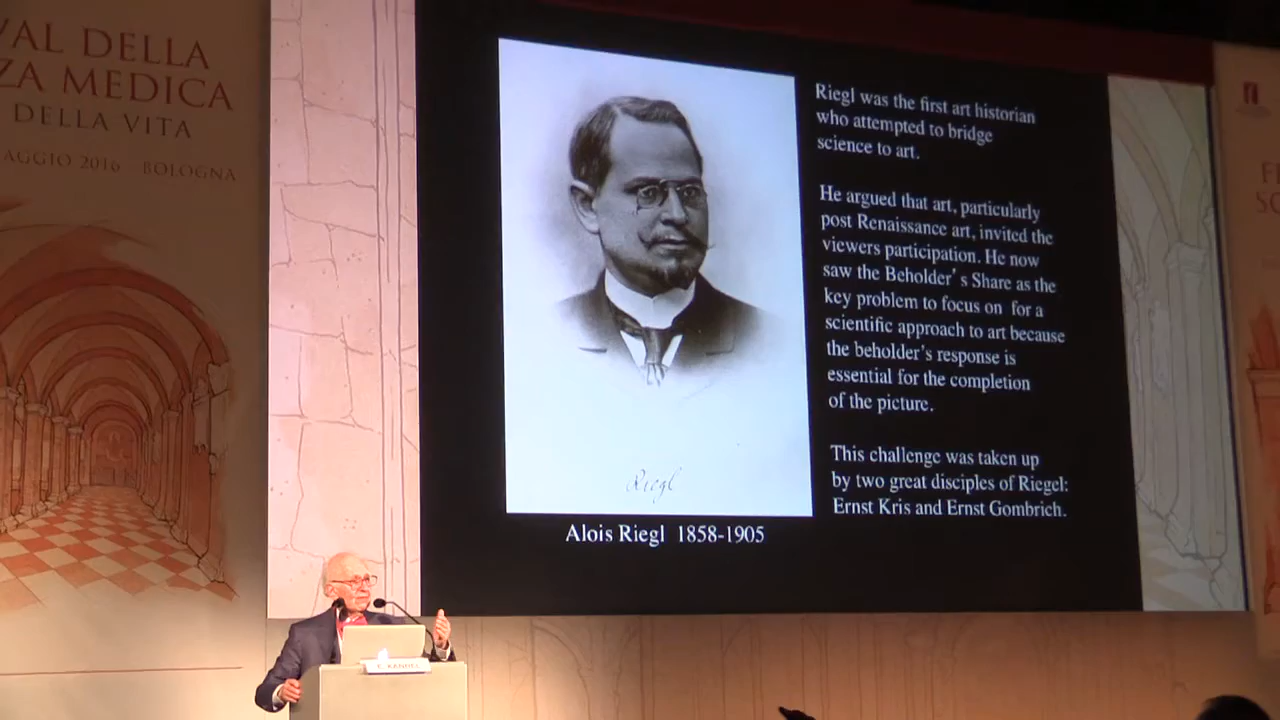 VAL DELLA
ZA MEDICA
DELLA VITA
AGGIO 2016 - BOLOGNA
Riegl was the first art historian
who attempted to bridge
science to art.
He argued that art, particularly
post Renaissance art, invited the
viewers participation. He now
saw the Beholder's Share as the
key problem to focus on for a
scientific approach to art because
the beholder's response is
essential for the completion
of the picture.
This challenge was taken up
by two great disciples of Riegel:
Ernst Kris and Ernst Gombrich.
Riegl
Alois Riegl 1858-1905
E. KANDEL